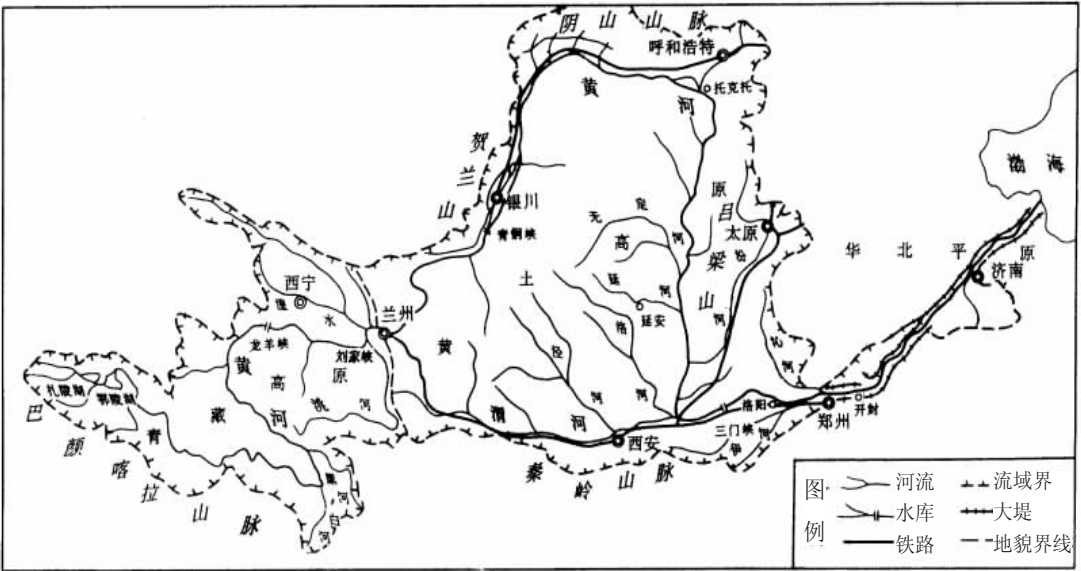 阴山山脉
呼和浩特
托克托
黄河
贺兰山
银川
青铜峡
渤海
原
吕梁山
太原
汾河
无定河
高
延河
延安
洛河
土
泾河
黄
华北平原
济南
西宁
湟水
兰州
龙羊峡
刘家峡
黄河
高
原
洮河
藏
青
扎陵湖
鄂陵湖
巴颜喀拉山脉
黑河
白河
渭河
西安
秦岭山脉
洛阳
三门峡
伊河
沁河
郑州
开封
图例
河流
流域界
水库
大堤
铁路
地貌界线